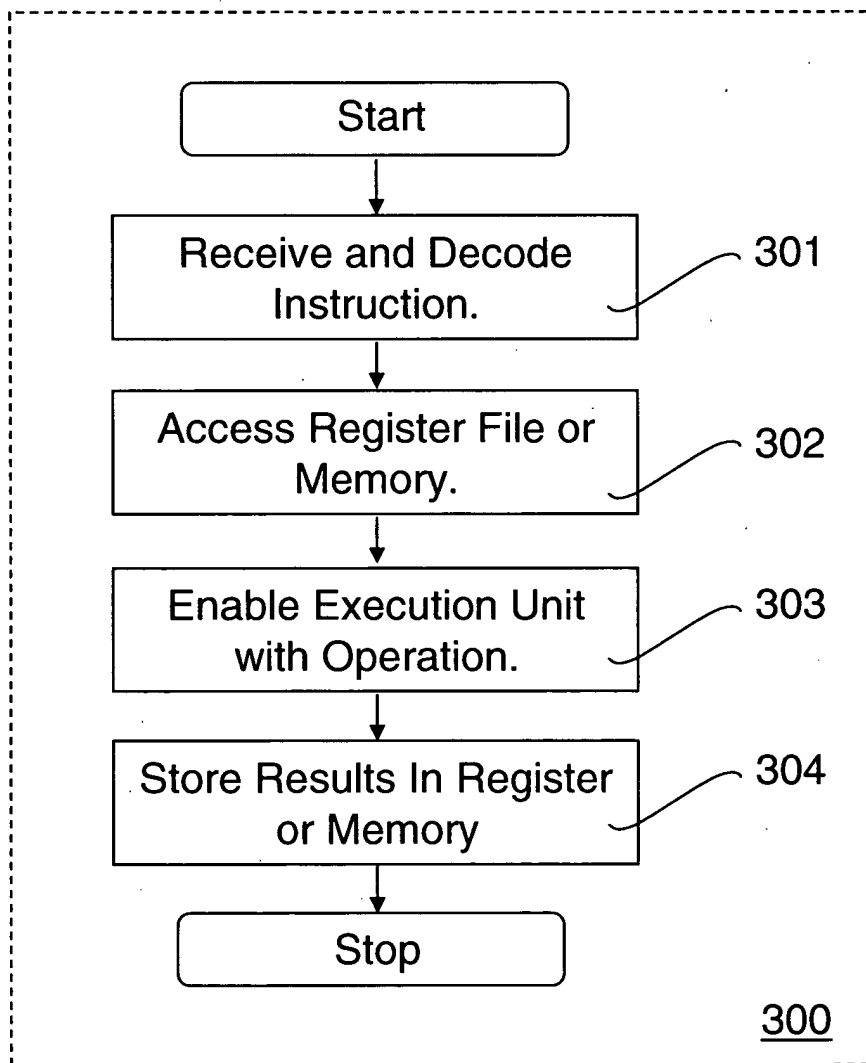 Start
Receive and Decode
Instruction.
301
Access Register File or
Memory.
302
Enable Execution Unit
with Operation.
303
Store Results In Register
or Memory
304
Stop
300